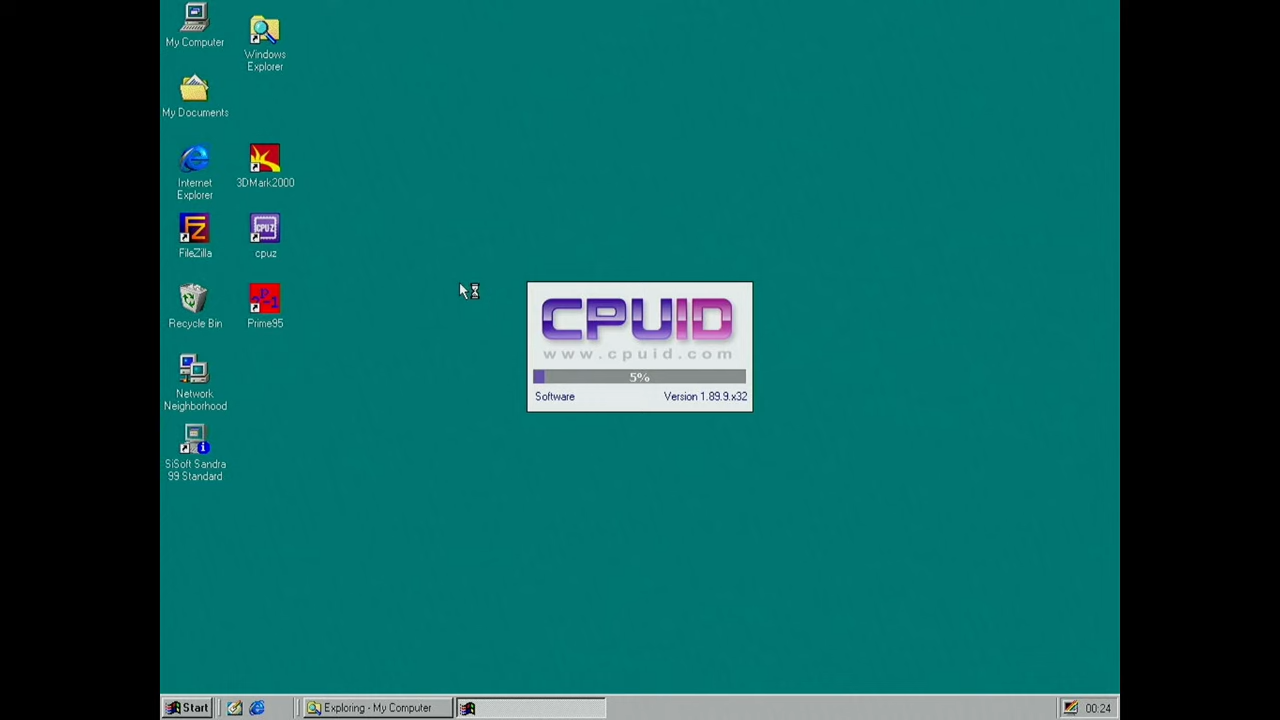 My Computer
Windows
Explorer
My Documents
Internet
Explorer
3DMark2000
FileZilla
CPUZ
cpuz
Recycle Bin
Prime95
Network
Neighborhood
SiSoft Sandra
99 Standard
CPUID
www.cpuid.com
5%
Software Version 1.89.9.x32
Start
Exploring - My Computer
00:24